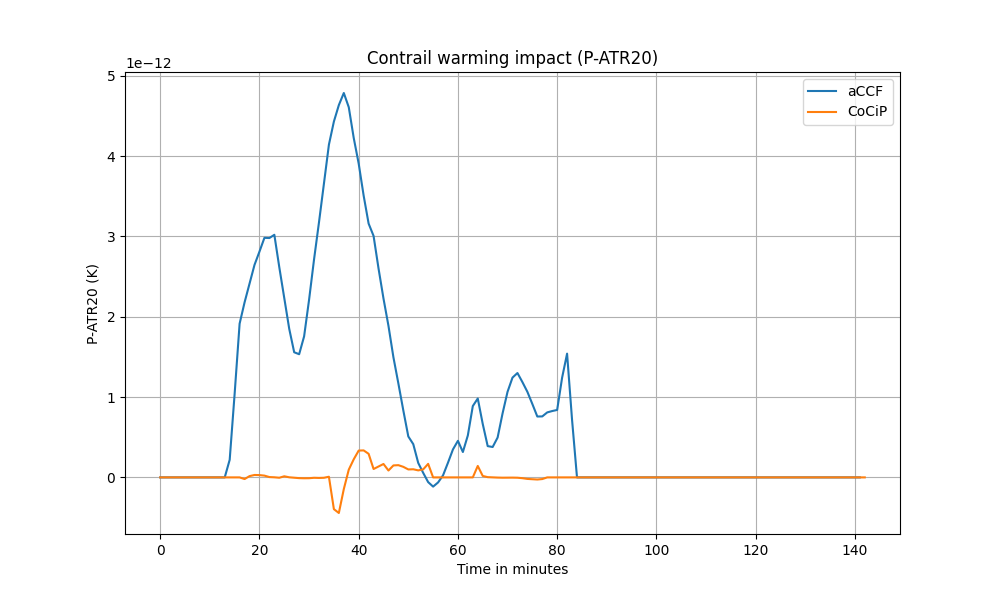 Contrail warming impact (P-ATR20)
1e−12
aCCF
CoCiP
5
4
3
2
1
0
P-ATR20 (K)
0 20 40 60 80 100 120 140
Time in minutes